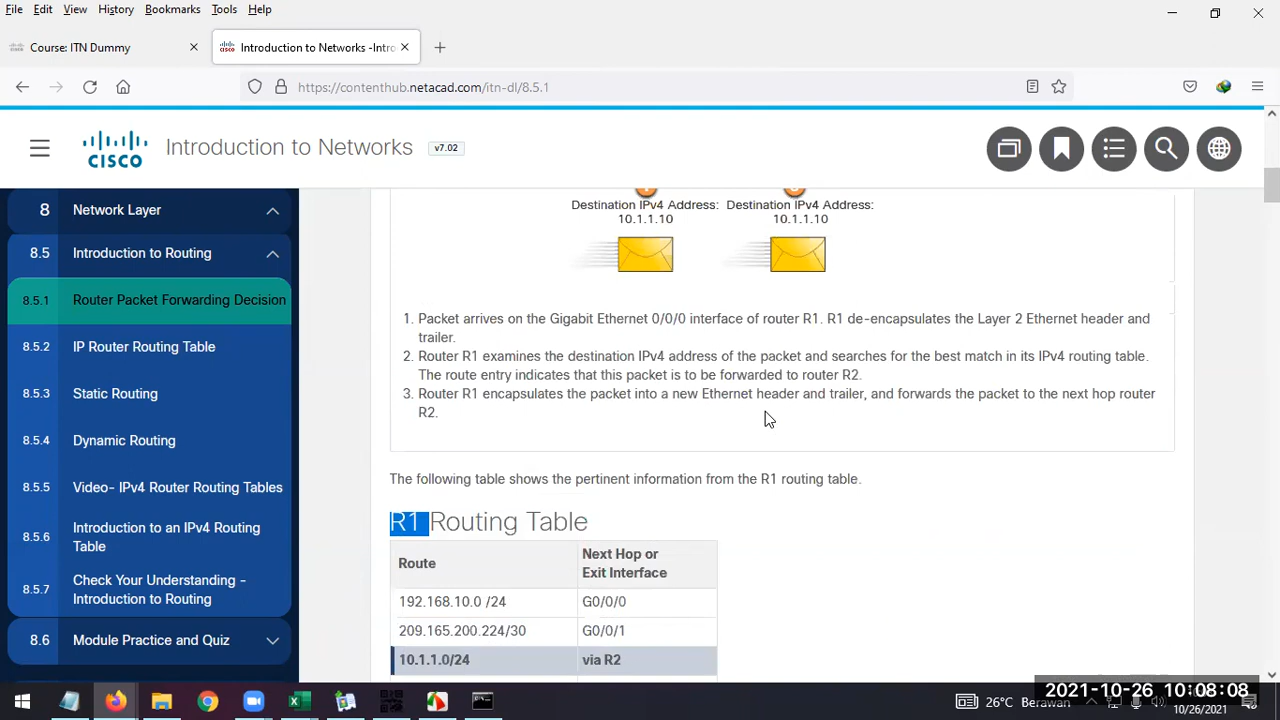 File Edit View History Bookmarks Tools Help
Course: ITN Dummy
Introduction to Networks -Intro
https://contenthub.netacad.com/itn-dl/8.5.1
CISCO
Introduction to Networks
v7.02
8 Network Layer
8.5 Introduction to Routing
8.5.1 Router Packet Forwarding Decision
8.5.2 IP Router Routing Table
8.5.3 Static Routing
8.5.4 Dynamic Routing
8.5.5 Video- IPv4 Router Routing Tables
8.5.6 Introduction to an IPv4 Routing
Table
8.5.7 Check Your Understanding -
Introduction to Routing
8.6 Module Practice and Quiz
Destination IPv4 Address: Destination IPv4 Address:
10.1.1.10 10.1.1.10
1. Packet arrives on the Gigabit Ethernet 0/0/0 interface of router R1. R1 de-encapsulates the Layer 2 Ethernet header and
trailer.
2. Router R1 examines the destination IPv4 address of the packet and searches for the best match in its IPv4 routing table.
The route entry indicates that this packet is to be forwarded to router R2.
3. Router R1 encapsulates the packet into a new Ethernet header and trailer, and forwards the packet to the next hop router
R2.
The following table shows the pertinent information from the R1 routing table.
R1 Routing Table
Route
Next Hop or
Exit Interface
192.168.10.0 /24 G0/0/0
209.165.200.224/30 G0/0/1
10.1.1.0/24 via R2
26°C Berawan
2021-10-26 10:08:08
10/26/2021